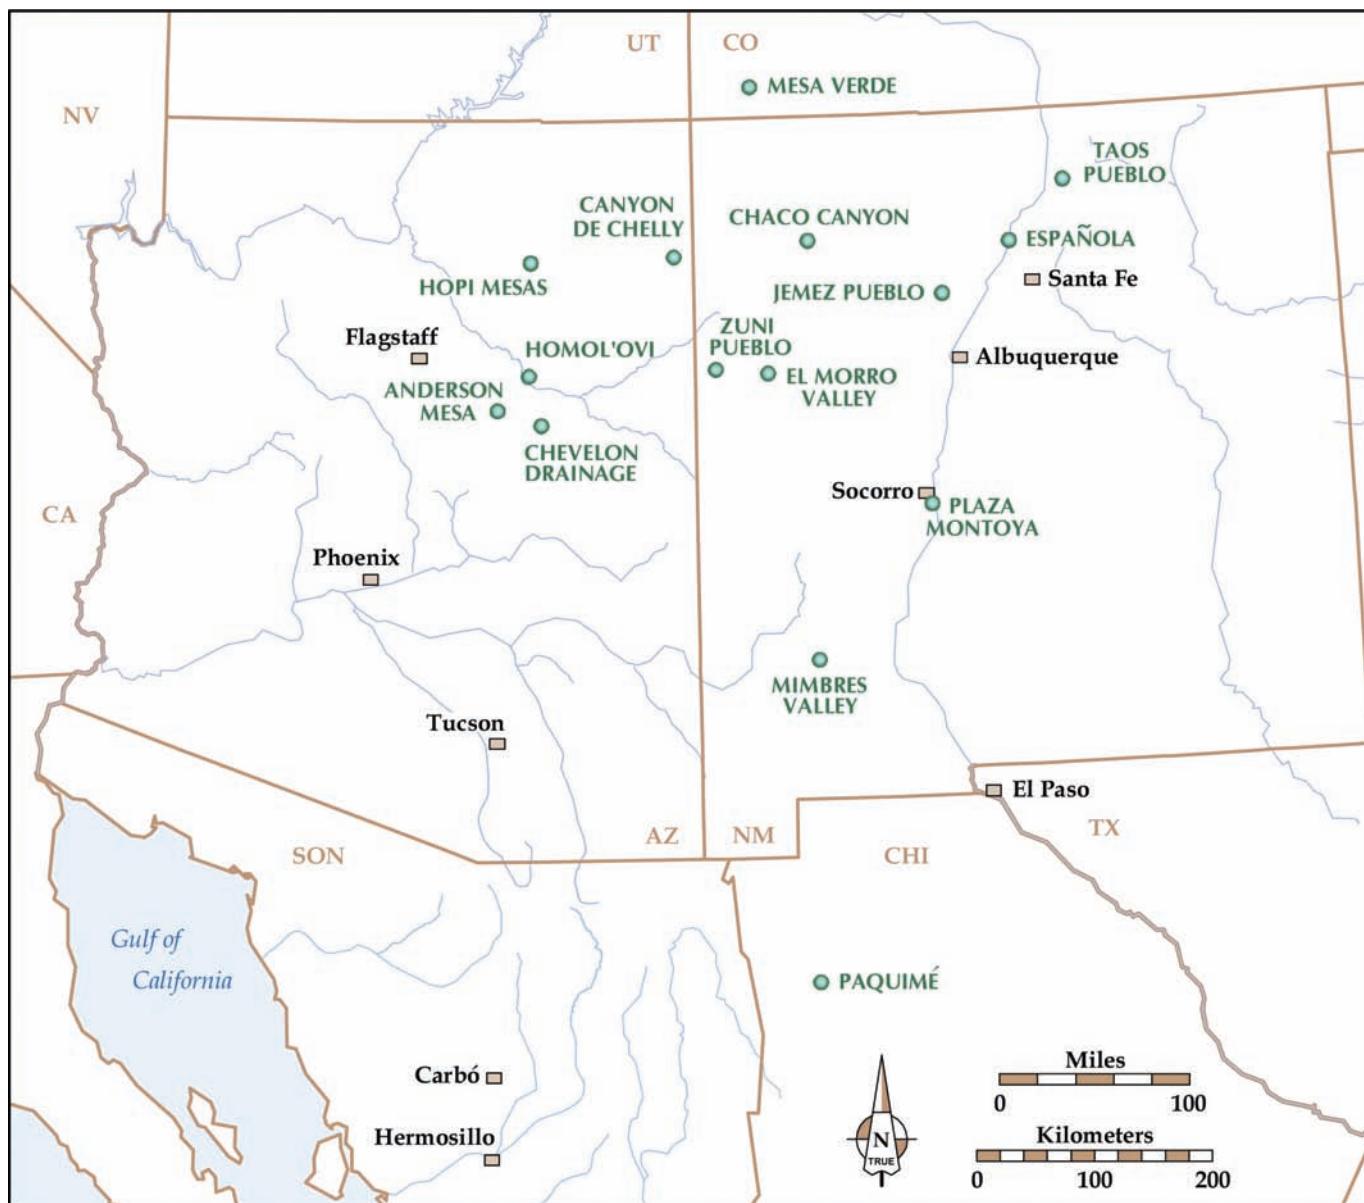 UT
CO
MESA VERDE
NV
TAOS
PUEBLO
CANYON
DE CHELLY
CHACO CANYON
ESPAÑOLA
HOPI MESAS
JEMEZ PUEBLO
Santa Fe
Flagstaff
HOMOL'OVI
ZUNI
PUEBLO
Albuquerque
ANDERSON
MESA
EL MORRO
VALLEY
CHEVELON
DRAINAGE
Socorro
PLAZA
MONTOYA
CA
Phoenix
MIMBRES
VALLEY
Tucson
El Paso
AZ
NM
TX
SON
CHI
Gulf of
California
PAQUIMÉ
Carbó
Miles
0 100
Hermosillo
N
TRUE
Kilometers
0 100 200